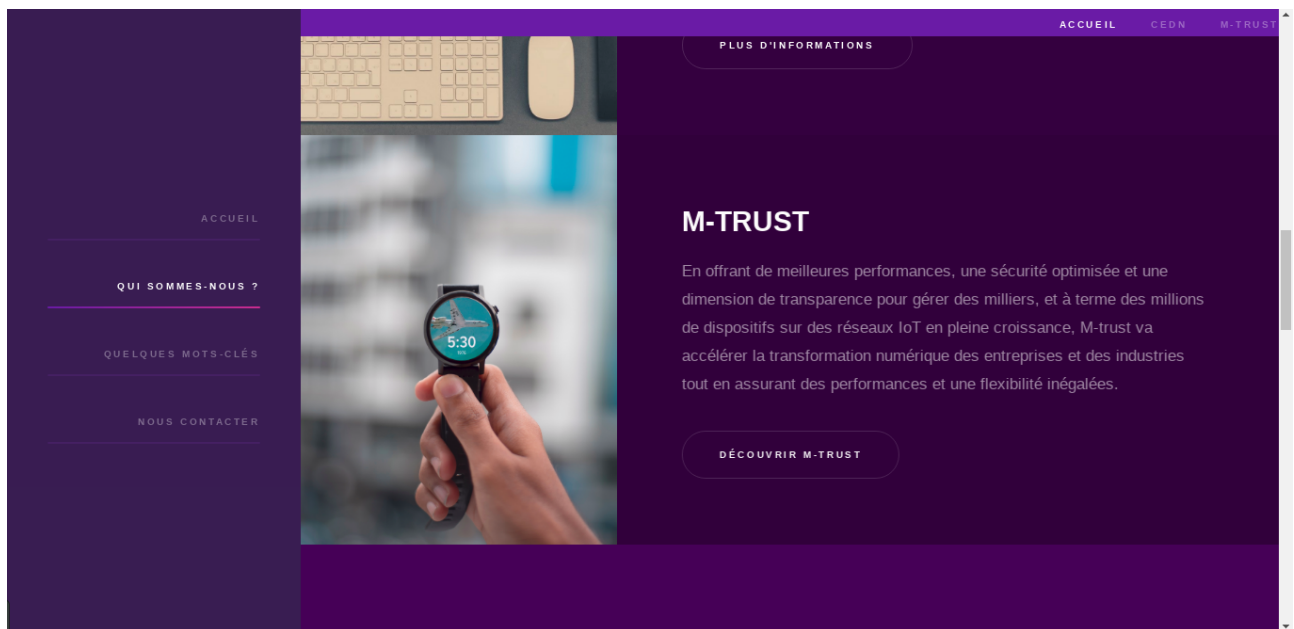 ACCUEIL CEDN M-TRUST
PLUS D'INFORMATIONS
ACCUEIL
QUI SOMMES-NOUS ?
QUELQUES MOTS-CLÉS
NOUS CONTACTER
M-TRUST
En offrant de meilleures performances, une sécurité optimisée et une
dimension de transparence pour gérer des milliers, et à terme des millions
de dispositifs sur des réseaux IoT en pleine croissance, M-trust va
accélérer la transformation numérique des entreprises et des industries
tout en assurant des performances et une flexibilité inégalées.
5:30
DÉCOUVRIR M-TRUST